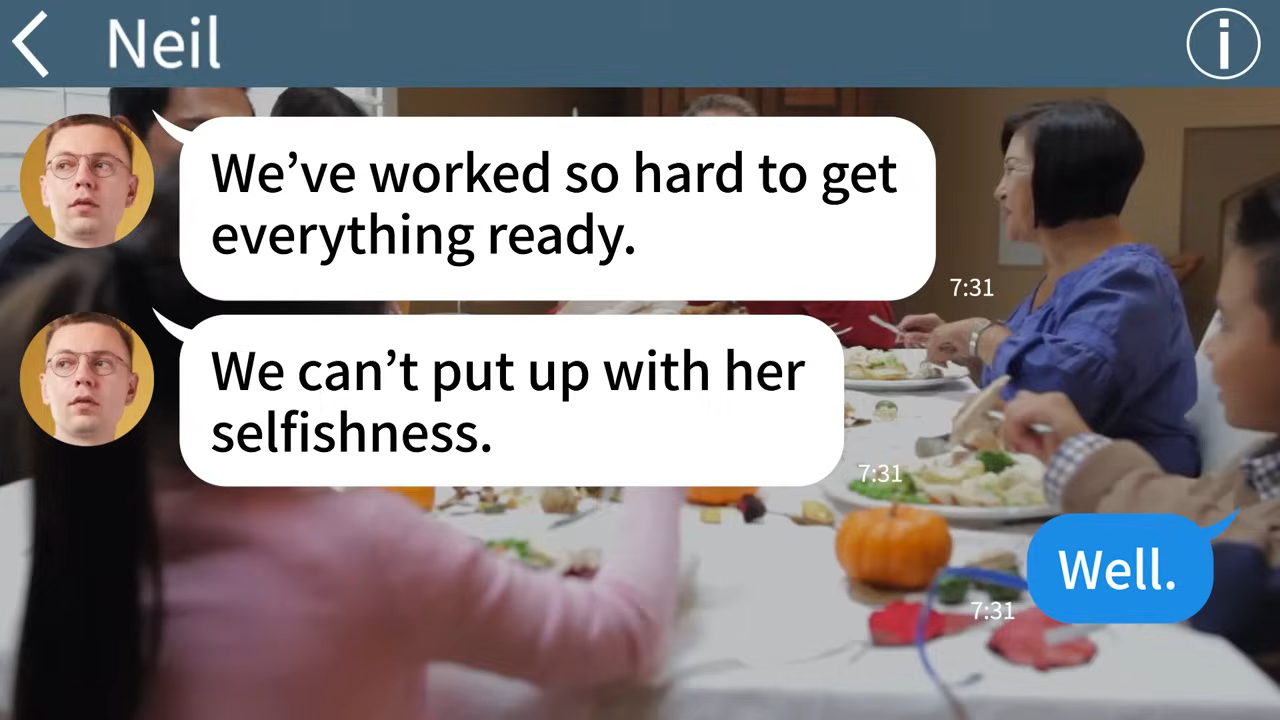 Neil
We’ve worked so hard to get
everything ready.
7:31
We can’t put up with her
selfishness.
7:31
Well.
7:31